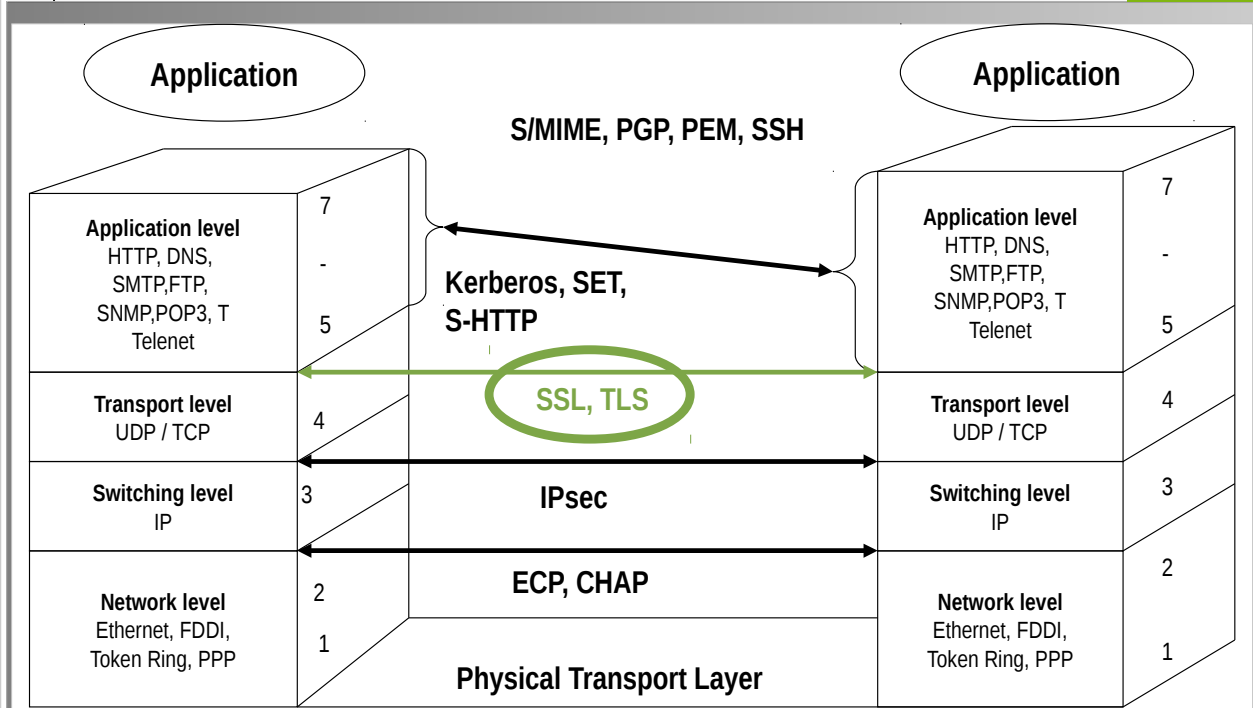 Application
Application
S/MIME, PGP, PEM, SSH
Application level
HTTP, DNS,
SMTP,FTP,
SNMP,POP3, T
Telenet
7
-
5
Kerberos, SET,
S-HTTP
Application level
HTTP, DNS,
SMTP,FTP,
SNMP,POP3, T
Telenet
7
-
5
SSL, TLS
Transport level
UDP / TCP
4
Transport level
UDP / TCP
4
IPsec
Switching level
IP
3
Switching level
IP
3
ECP, CHAP
Network level
Ethernet, FDDI,
Token Ring, PPP
2
1
Network level
Ethernet, FDDI,
Token Ring, PPP
2
1
Physical Transport Layer